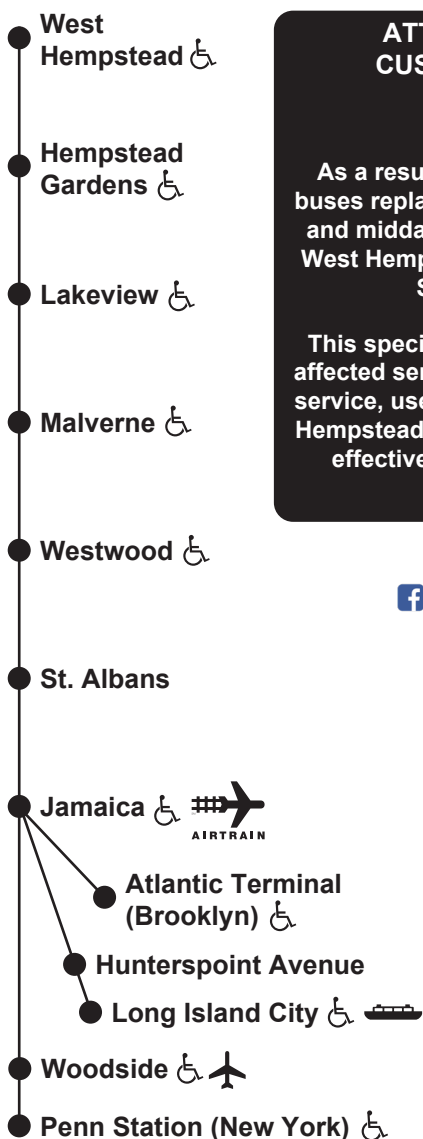 West
Hempstead
Hempstead
Gardens
Lakeview
Malverne
Westwood
St. Albans
Jamaica
AIRTRAIN
Atlantic Terminal
(Brooklyn)
Hunterspoint Avenue
Long Island City
Woodside
Penn Station (New York)
ATT
CUS
As a resu
buses repla
and midda
West Hemp
S
This speci
affected ser
service, use
Hempstead
effective
f